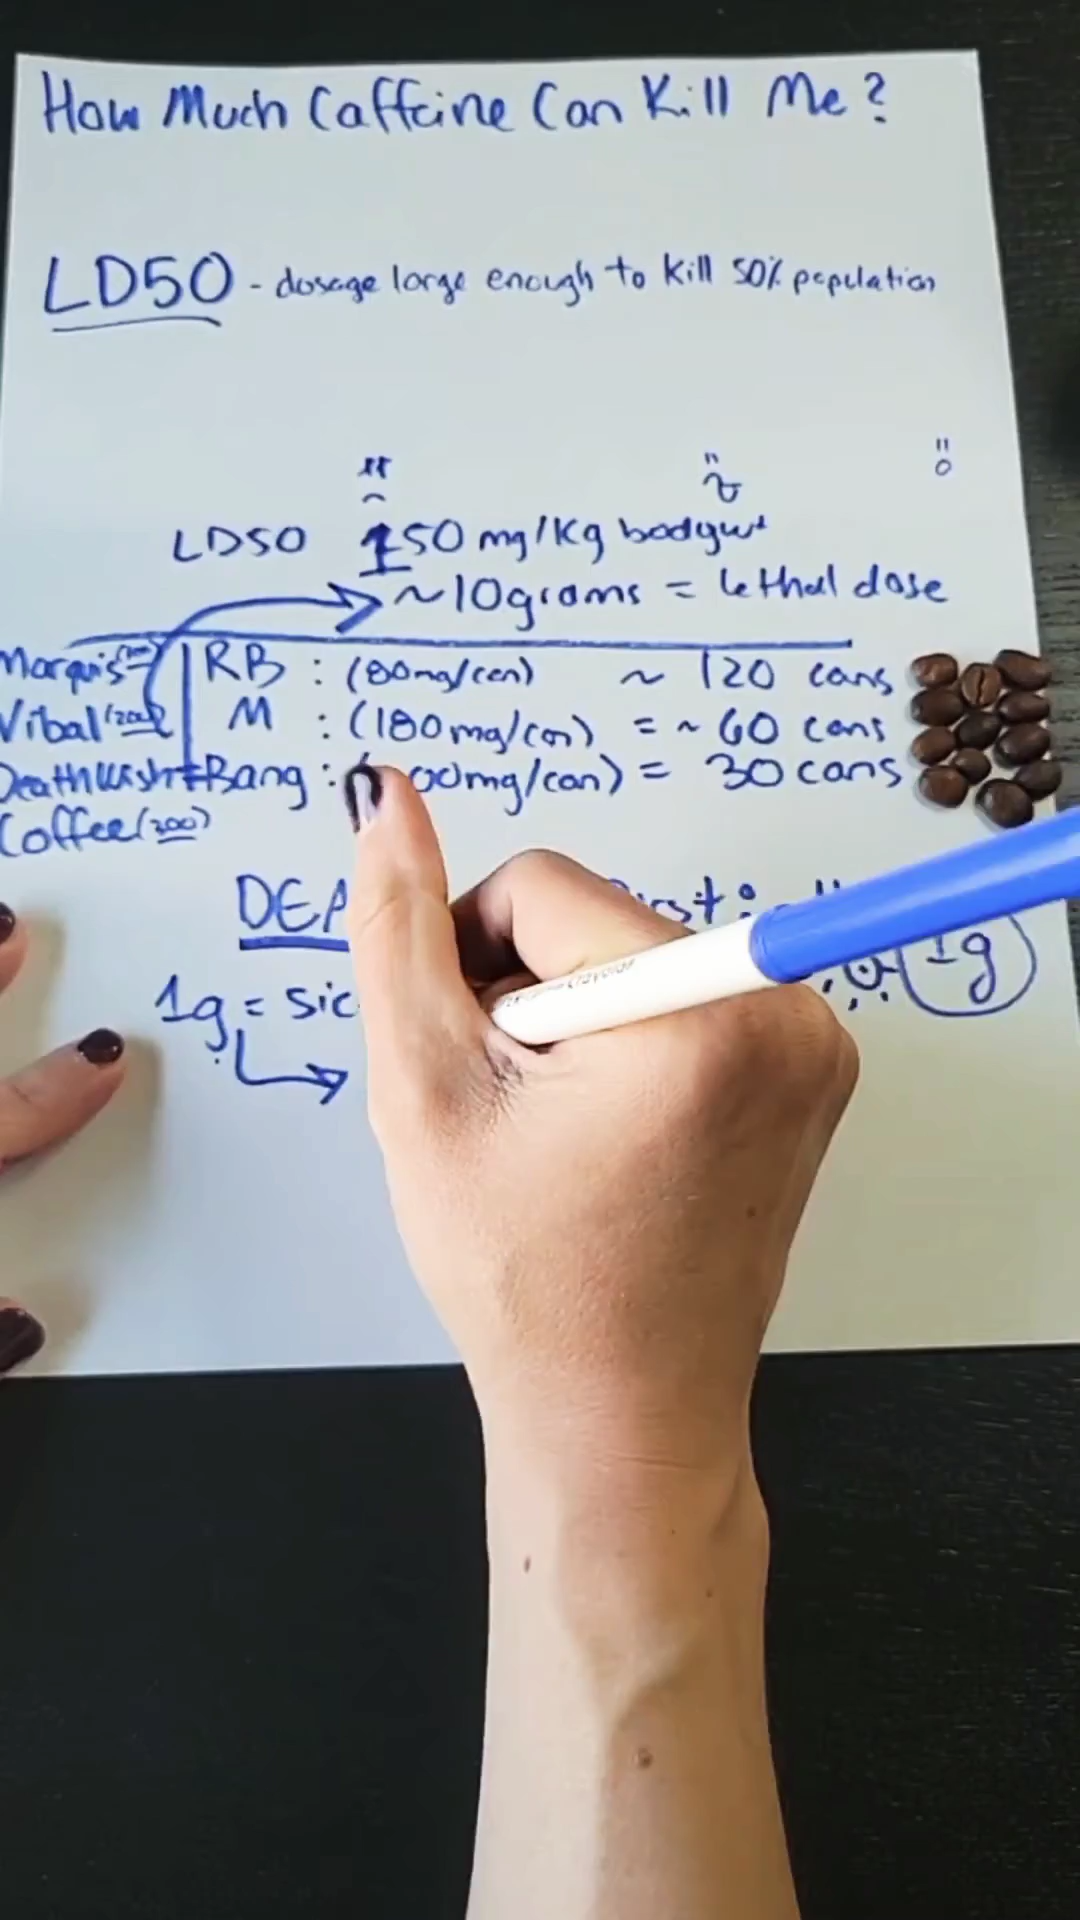 How Much Caffeine Can Kill Me?
LD50 - dosage large enough to kill 50% population
LD50 150 mg/kg bodywt
~10grams = lethal dose
Marquis RB : (80mg/can) ~ 120 cans
Vibal (200) M : (180mg/can) = ~ 60 cans
DeathWish Bang : 00mg/can) = 30 cans
Coffee (300)
DEA
1g = sic 1g